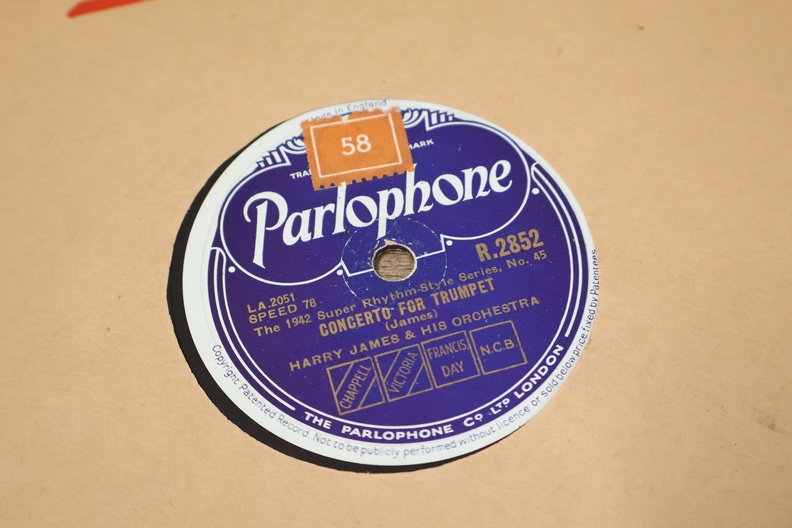 Made in England
58
TRA MARK
Parlophone
R.2852
LA.2051
SPEED 78
The 1942 Super Rhythm-Style Series, No. 45
CONCERTO FOR TRUMPET
(James)
HARRY JAMES & HIS ORCHESTRA
CHAPPELL
VICTORIA
FRANCIS, DAY
N.C.B.
THE PARLOPHONE CO. LTD LONDON
Copyright Patented Record. Not to be publicly performed without licence or sold below price fixed by Patentees